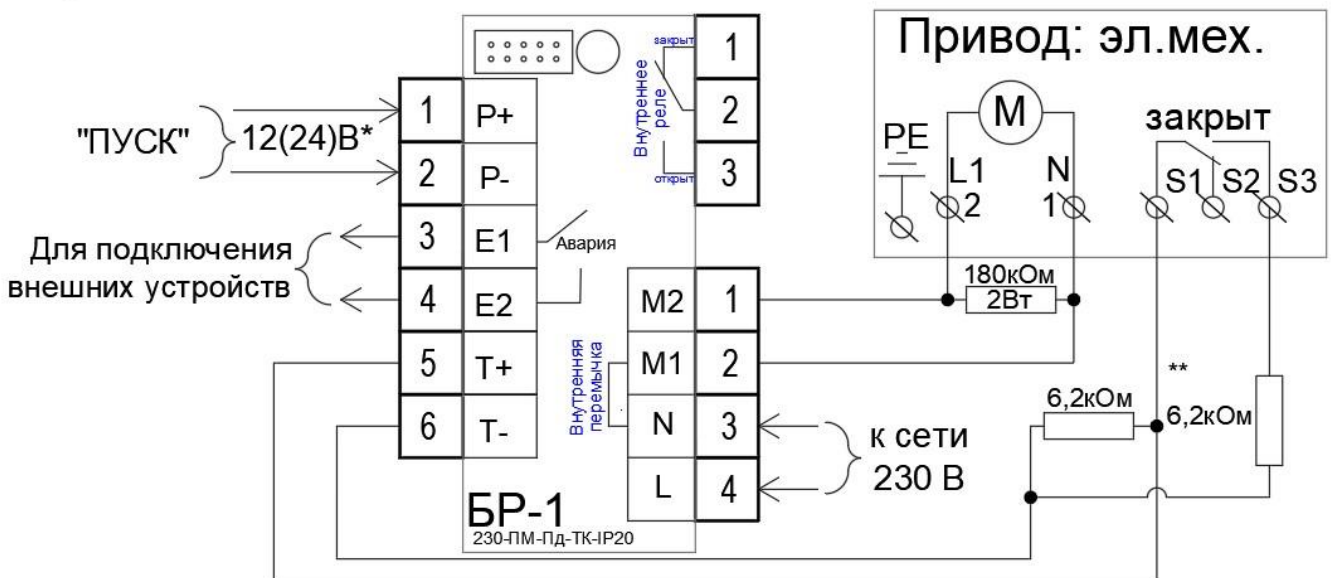 "ПУСК"
12(24)В*
Для подключения
внешних устройств
1
P+
2
P-
3
E1
4
E2
5
T+
6
T-
Авария
закрыт
Внутреннее
реле
открыт
1
2
3
M2
1
M1
2
N
3
L
4
Внутренняя
перемычка
БР-1
230-ПМ-Пд-ТК-IP20
к сети
230 В
Привод: эл.мех.
M
закрыт
PE
L1
2
N
1
S1
S2
S3
180кОм
2Вт
**
6,2кОм
6,2кОм